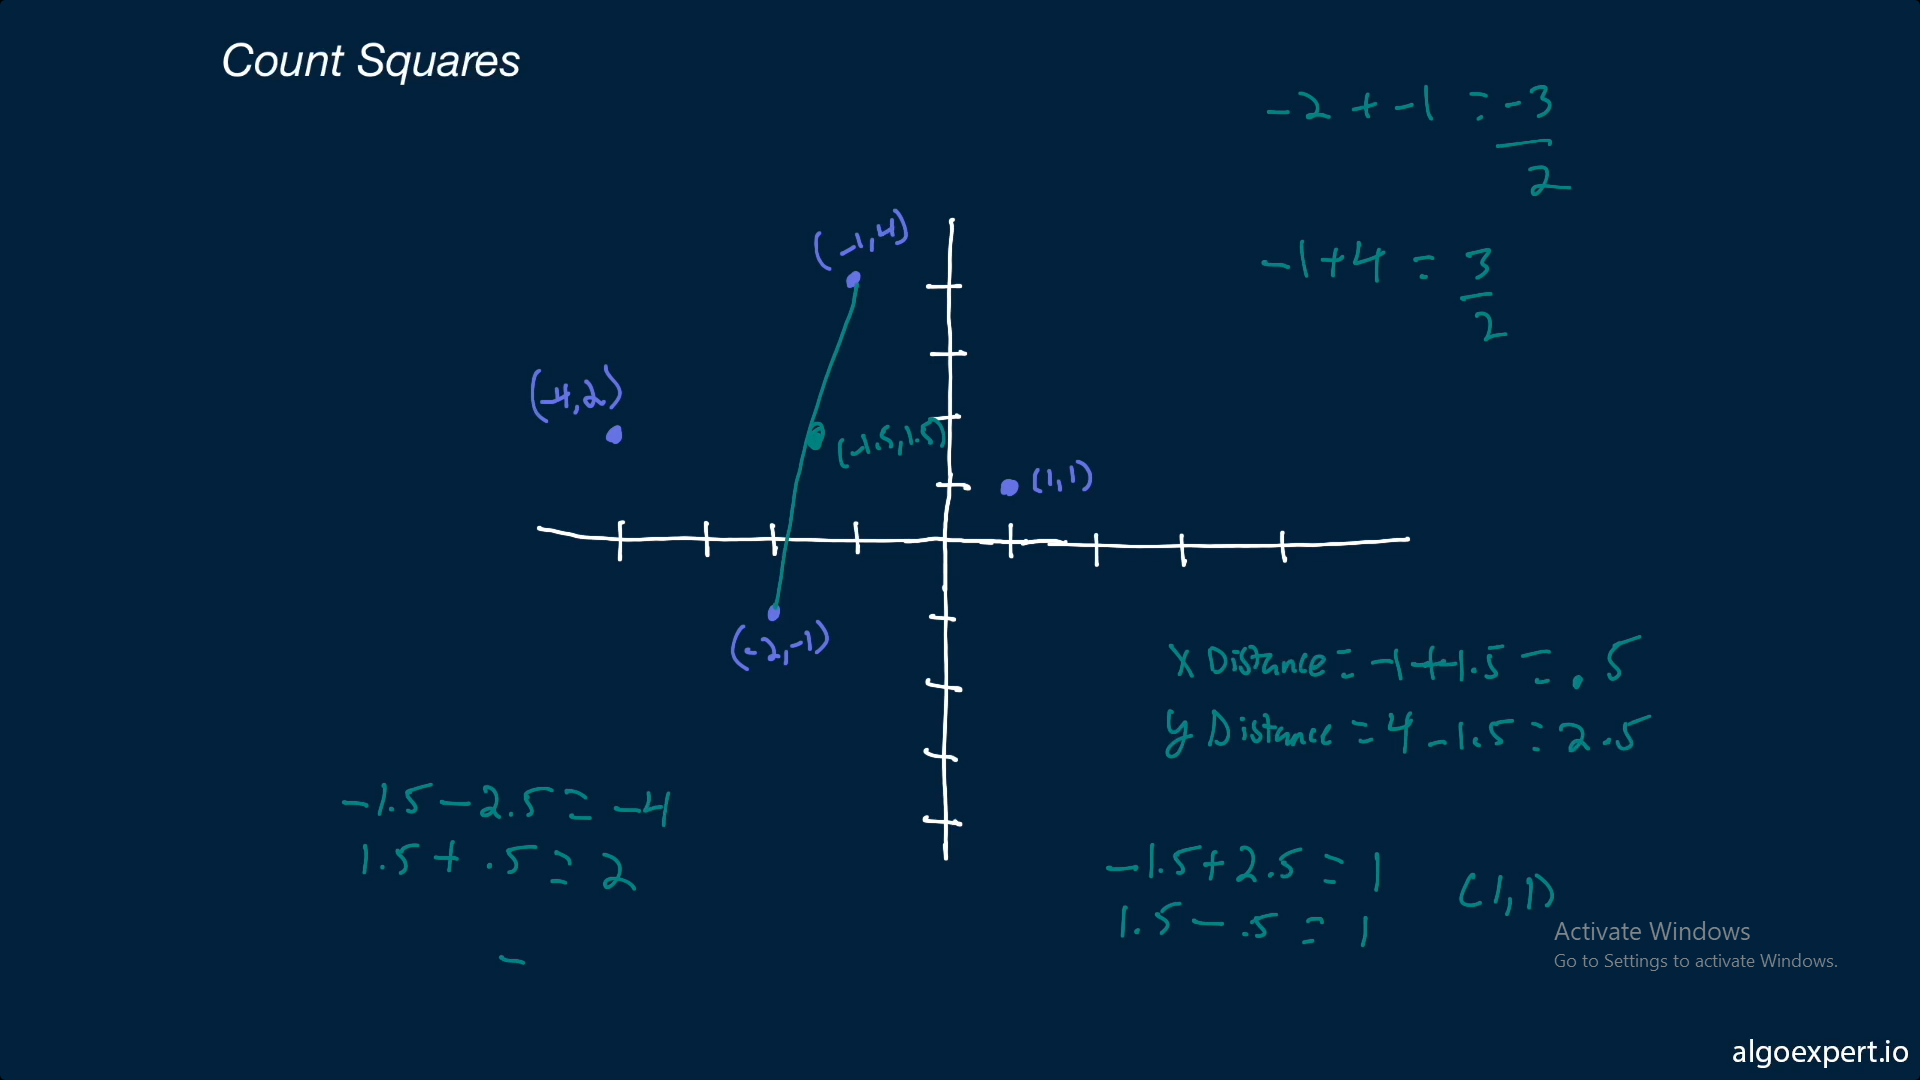 Count Squares
-2 + -1 = -3
2
-1+4 = 3
2
(-1,4)
(-4,2)
(-1.5,1.5)
(1,1)
(-2,-1)
X Distance = -1+1.5 = .5
y Distance = 4-1.5 = 2.5
-1.5-2.5 = -4
1.5+.5 = 2
-
-1.5+2.5 = 1
1.5-.5 = 1
(1,1)
Activate Windows
Go to Settings to activate Windows.
algoexpert.io